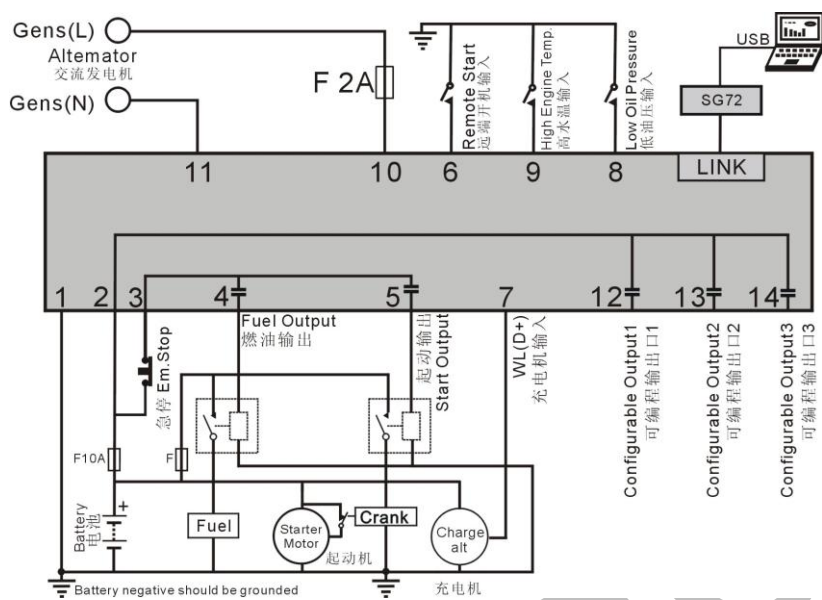 Gens(L)
Altemator
交流发电机
Gens(N)
F 2A
Remote Start
远端开机输入
High Engine Temp.
高水温输入
Low Oil Pressure
低油压输入
USB
SG72
LINK
11
10
6
9
8
1
2
3
4
5
7
12
13
14
Fuel Output
燃油输出
起动输出
Start Output
WL(D+)
充电机输入
Configurable Output1
可编程输出口1
Configurable Output2
可编程输出口2
Configurable Output3
可编程输出口3
急停 Em.Stop
F10A
F
Battery
电池
+
Fuel
Starter
Motor
起动机
Crank
Charge
alt
充电机
Battery negative should be grounded